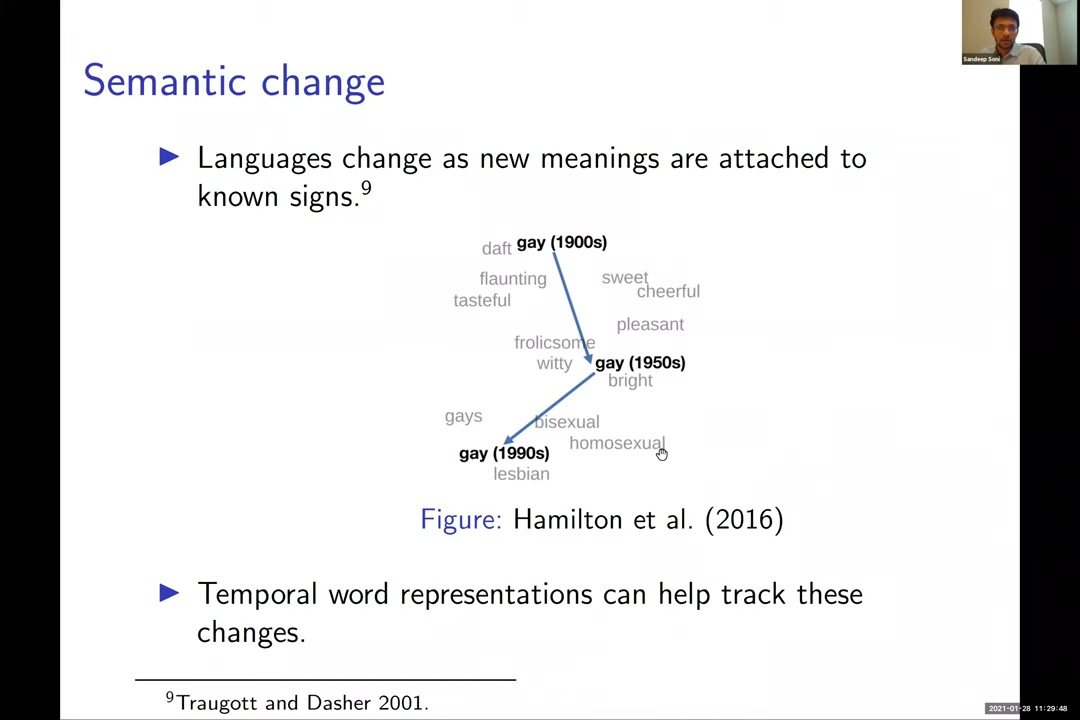 Sandeep Soni
Semantic change
Languages change as new meanings are attached to
known signs.9
daft gay (1900s)
flaunting sweet
tasteful cheerful
pleasant
frolicsome
witty gay (1950s)
bright
gays bisexual
homosexual
gay (1990s)
lesbian
Figure: Hamilton et al. (2016)
Temporal word representations can help track these
changes.
9Traugott and Dasher 2001.
2021-01-28 11:29:48